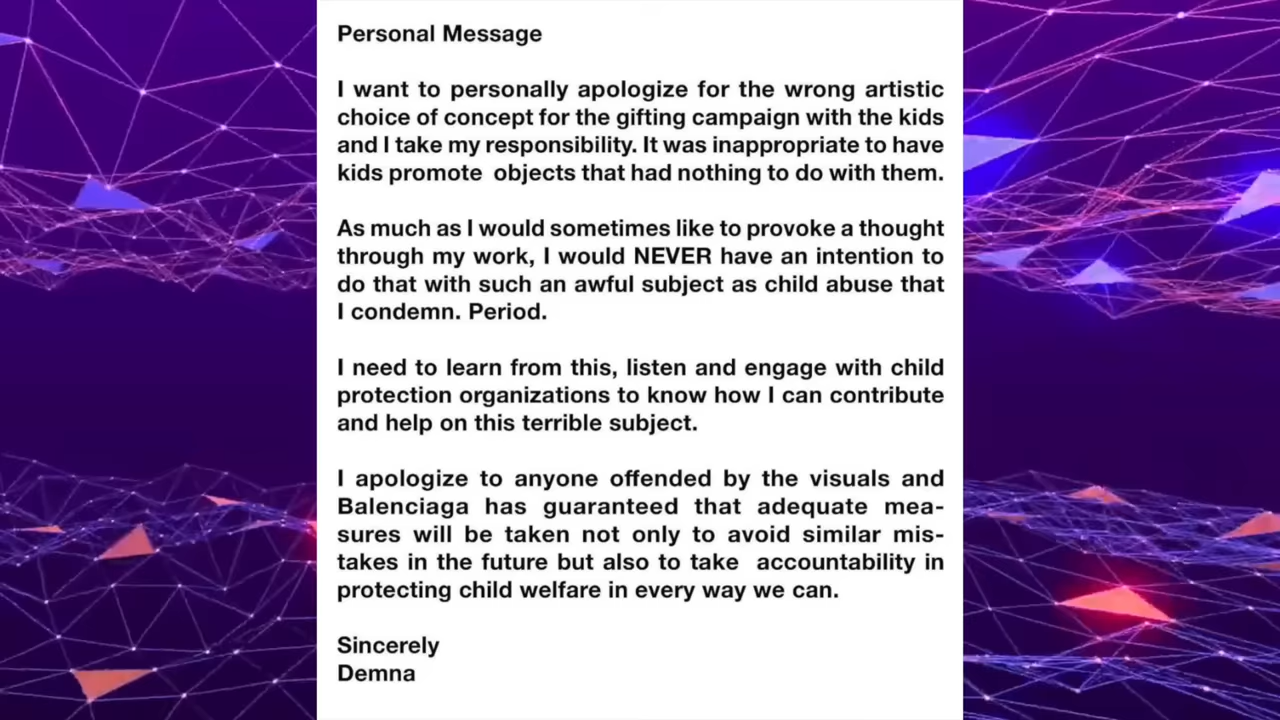 Personal Message
I want to personally apologize for the wrong artistic
choice of concept for the gifting campaign with the kids
and I take my responsibility. It was inappropriate to have
kids promote objects that had nothing to do with them.
As much as I would sometimes like to provoke a thought
through my work, I would NEVER have an intention to
do that with such an awful subject as child abuse that
I condemn. Period.
I need to learn from this, listen and engage with child
protection organizations to know how I can contribute
and help on this terrible subject.
I apologize to anyone offended by the visuals and
Balenciaga has guaranteed that adequate mea-
sures will be taken not only to avoid similar mis-
takes in the future but also to take accountability in
protecting child welfare in every way we can.
Sincerely
Demna